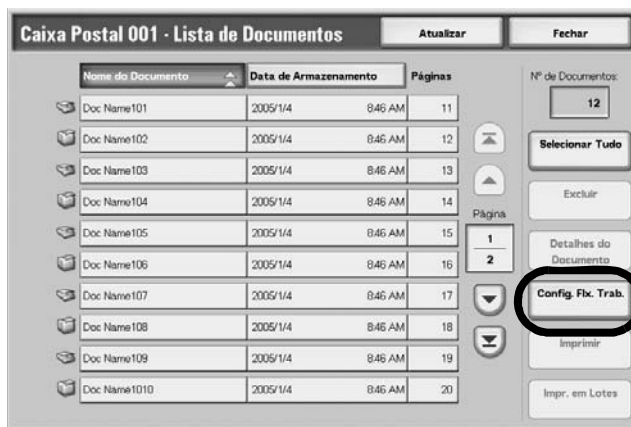 Caixa Postal 001 - Lista de Documentos Atualizar Fechar
Nome do Documento Data de Armazenamento Páginas Nº de Documentos:
12
Doc Name101 2005/1/4 8:46 AM 11
Doc Name102 2005/1/4 8:46 AM 12
Selecionar Tudo
Doc Name103 2005/1/4 8:46 AM 13
Doc Name104 2005/1/4 8:46 AM 14
Excluir
Página
Doc Name105 2005/1/4 8:46 AM 15
1
2
Detalhes do
Documento
Doc Name106 2005/1/4 8:46 AM 16
Doc Name107 2005/1/4 8:46 AM 17
Config. Flx. Trab.
Doc Name108 2005/1/4 8:46 AM 18
Imprimir
Doc Name109 2005/1/4 8:46 AM 19
Doc Name1010 2005/1/4 8:46 AM 20
Impr. em Lotes